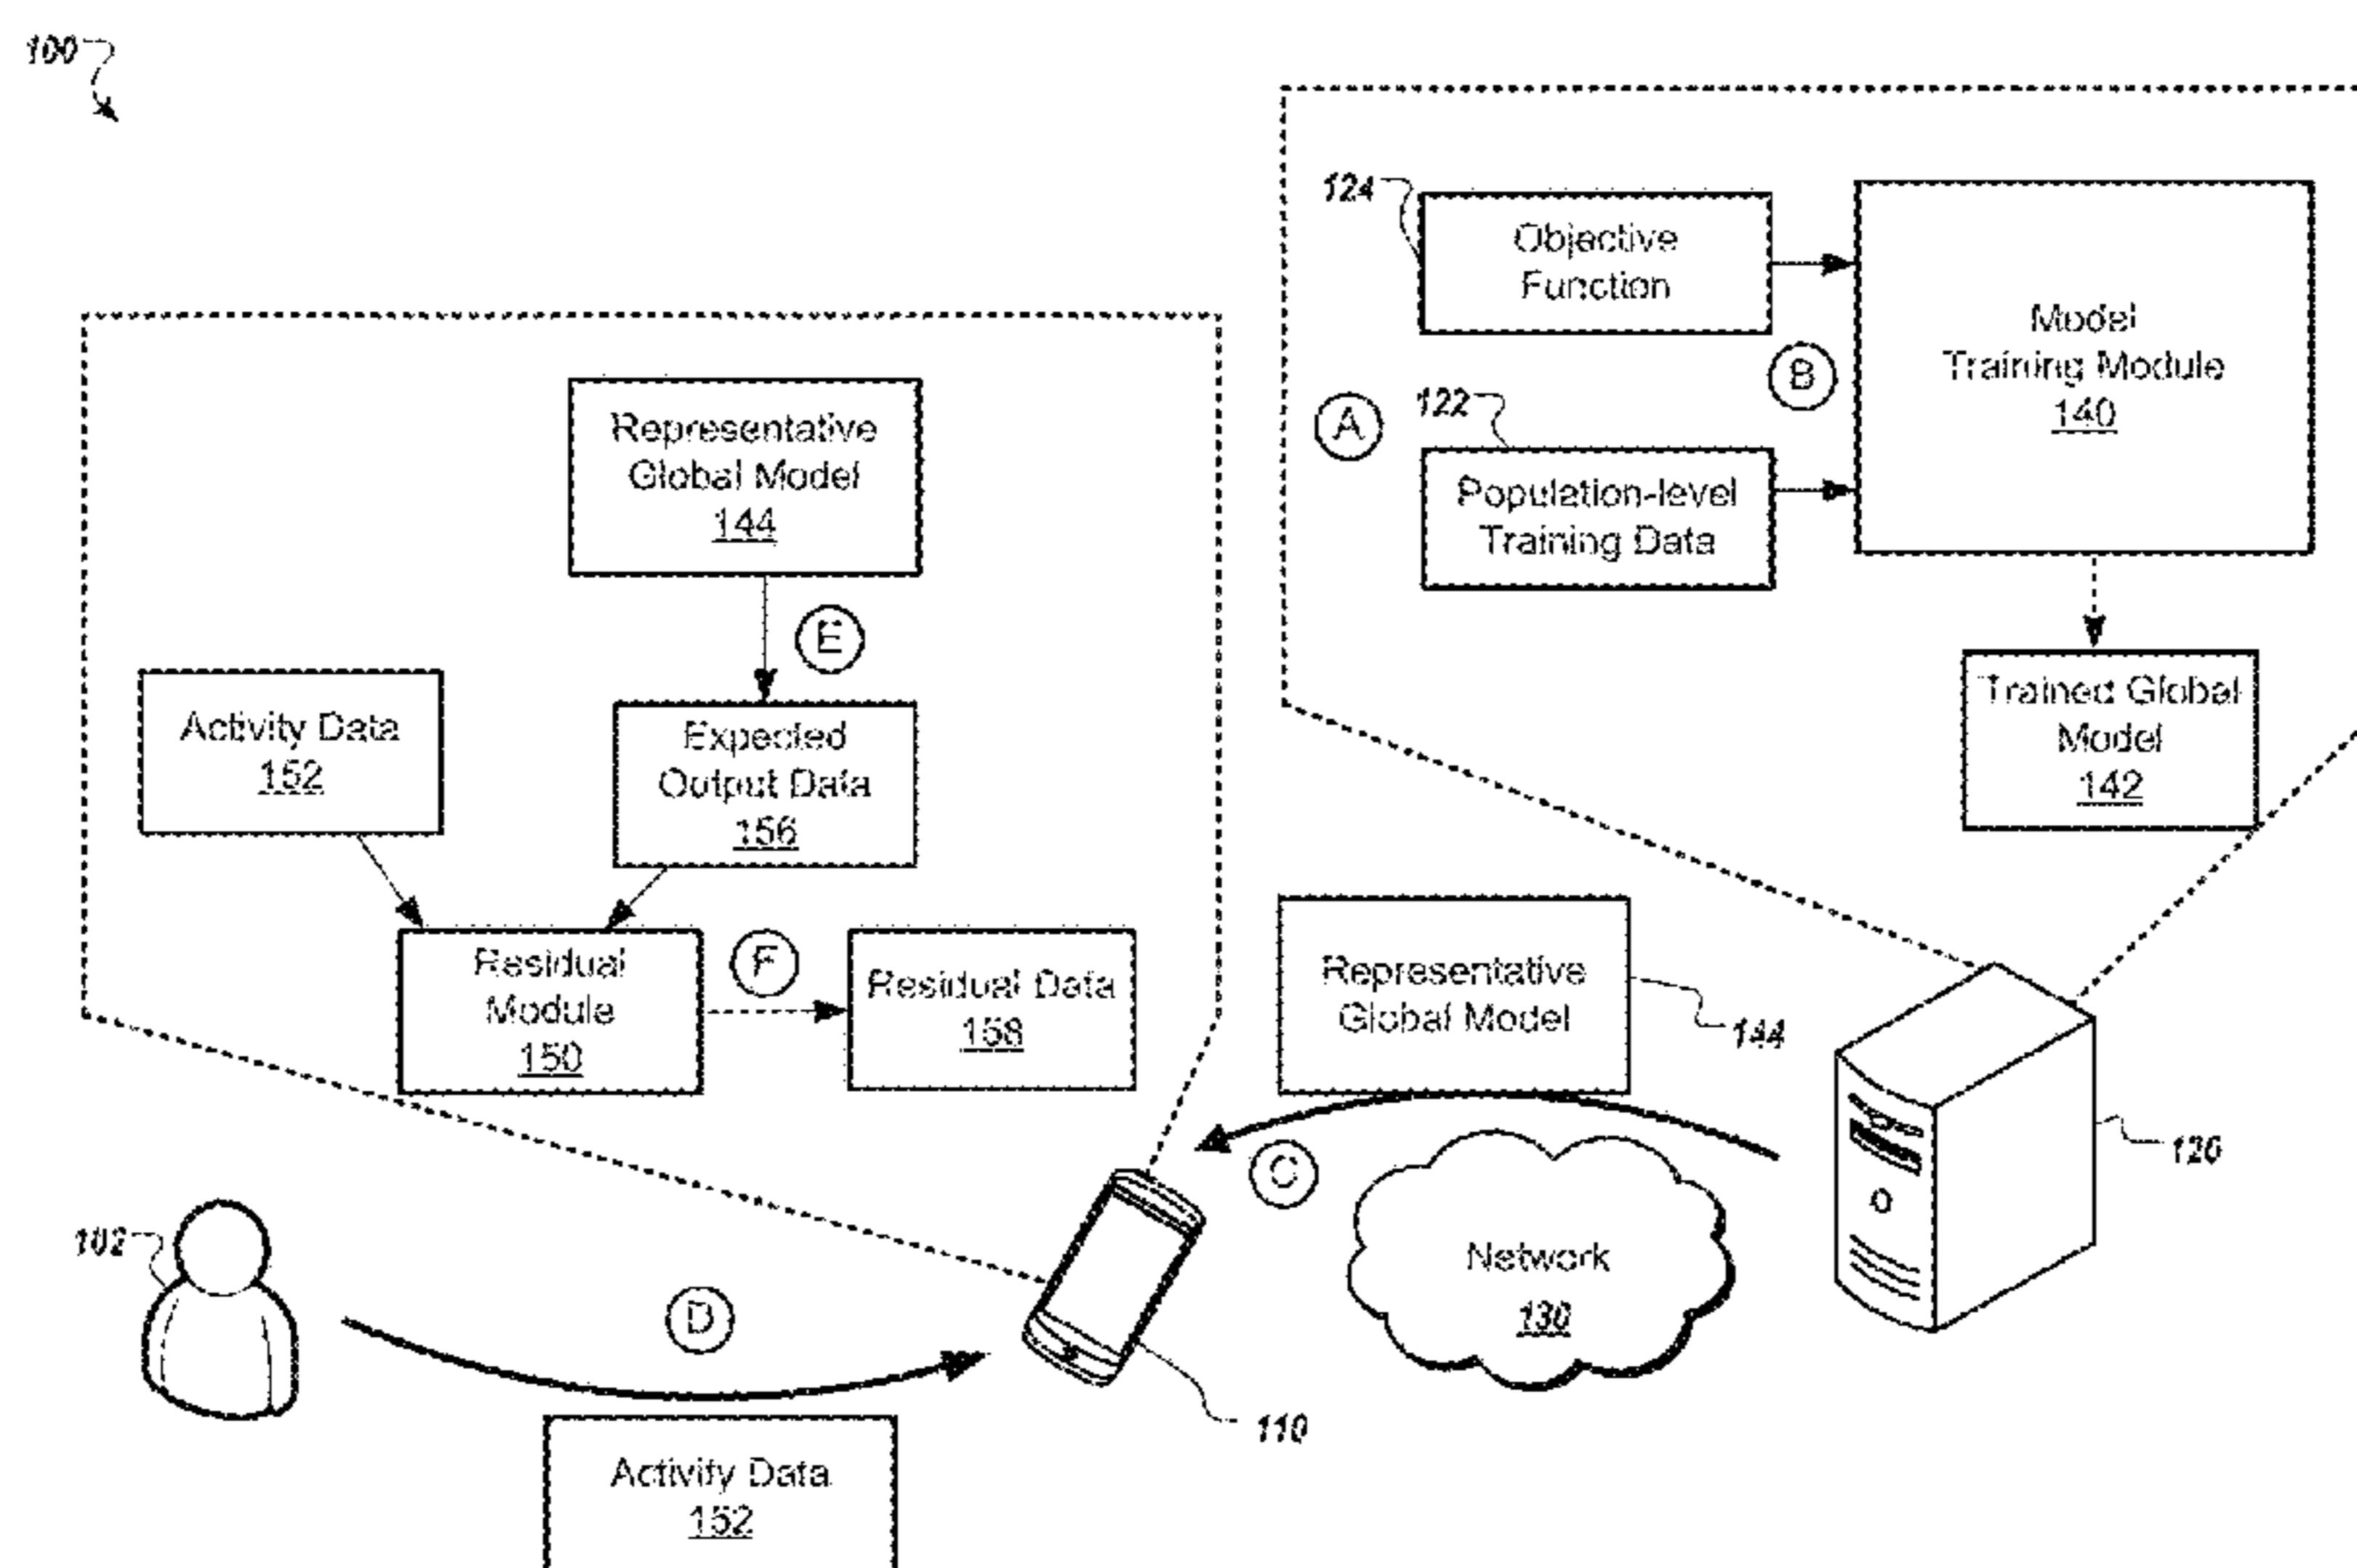 100
124
Objective
Function
Model
Training Module
140
B
A
122
Population-level
Training Data
Trained Global
Model
142
Representative
Global Model
144
E
Activity Data
152
Expected
Output Data
156
Residual
Module
150
F
Residual Data
158
Representative
Global Model
144
120
C
Network
130
102
D
110
Activity Data
152